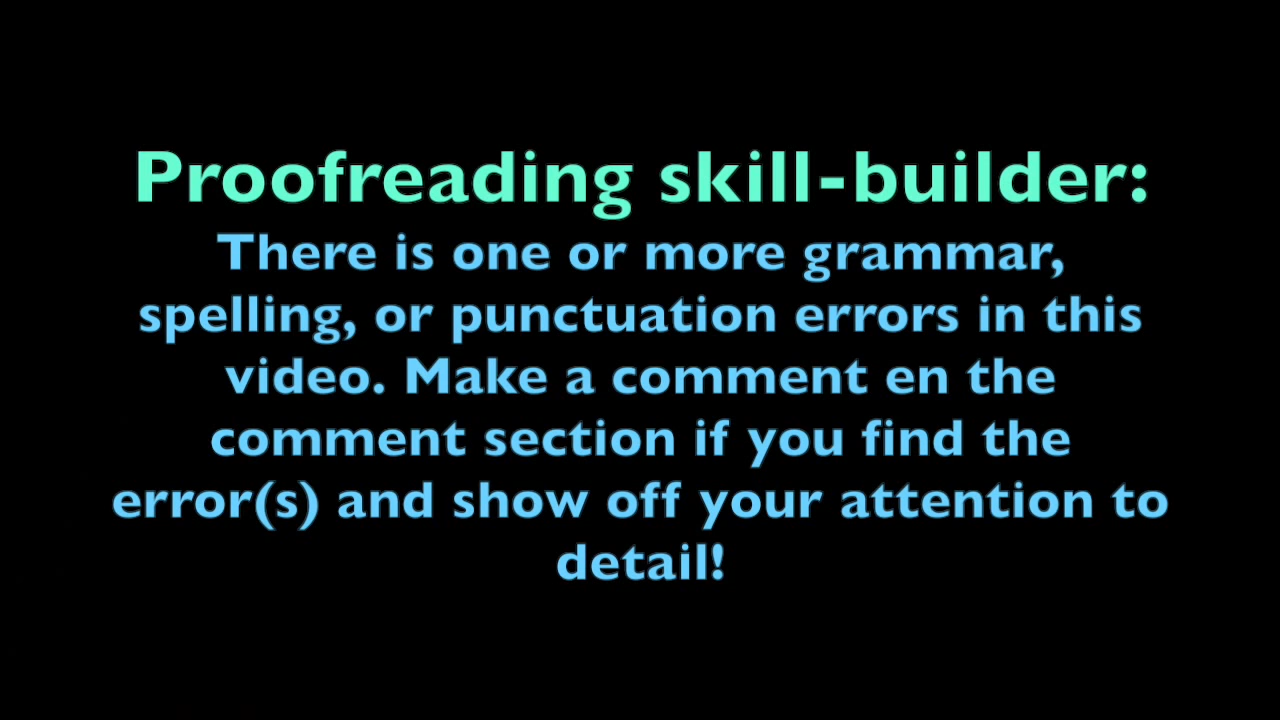 Proofreading skill-builder:
There is one or more grammar,
spelling, or punctuation errors in this
video. Make a comment en the
comment section if you find the
error(s) and show off your attention to
detail!